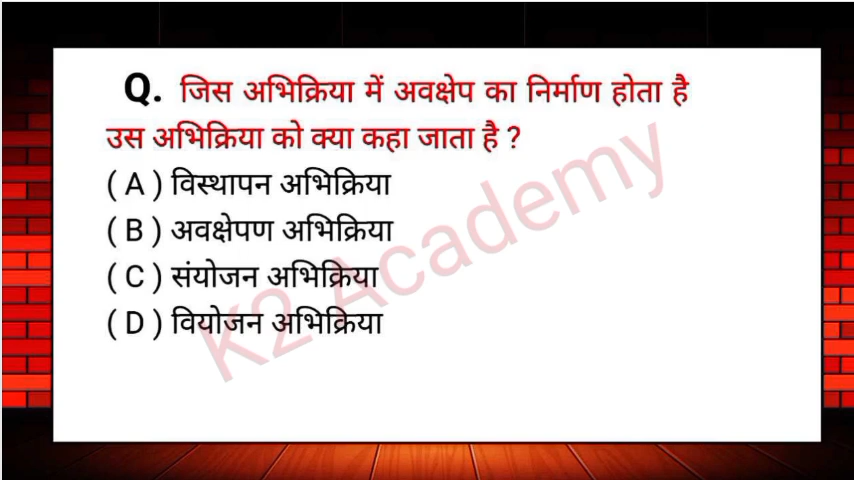 Q. जिस अभिक्रिया में अवक्षेप का निर्माण होता है
उस अभिक्रिया को क्या कहा जाता है ?
( A ) विस्थापन अभिक्रिया
( B ) अवक्षेपण अभिक्रिया
( C ) संयोजन अभिक्रिया
( D ) वियोजन अभिक्रिया
K2 Academy